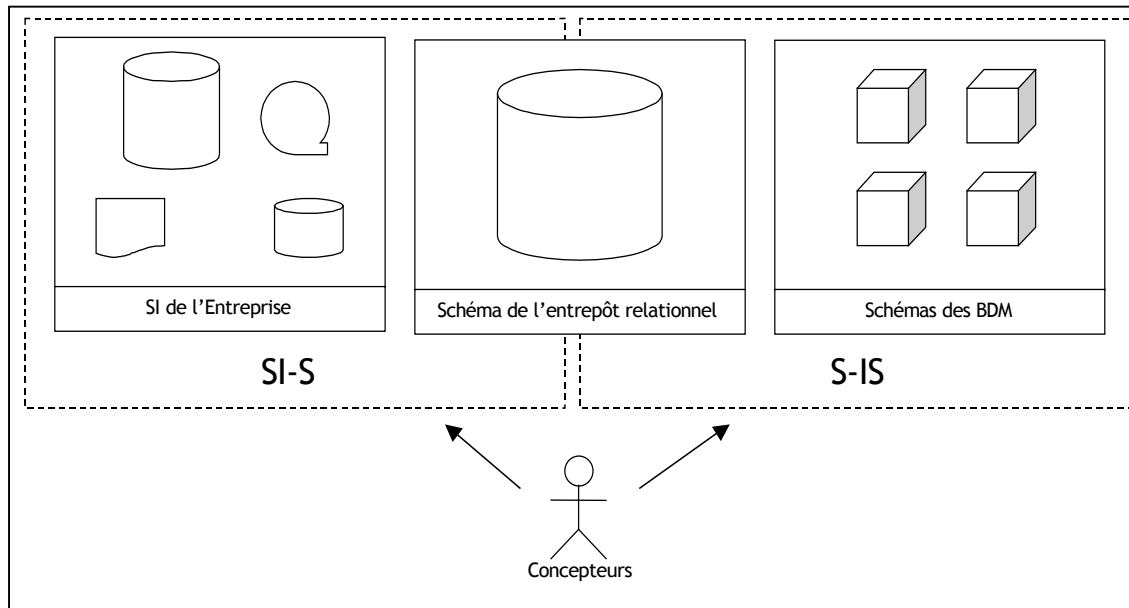 SI de l'Entreprise
Schéma de l'entrepôt relationnel
Schémas des BDM
SI-S
S-IS
Concepteurs